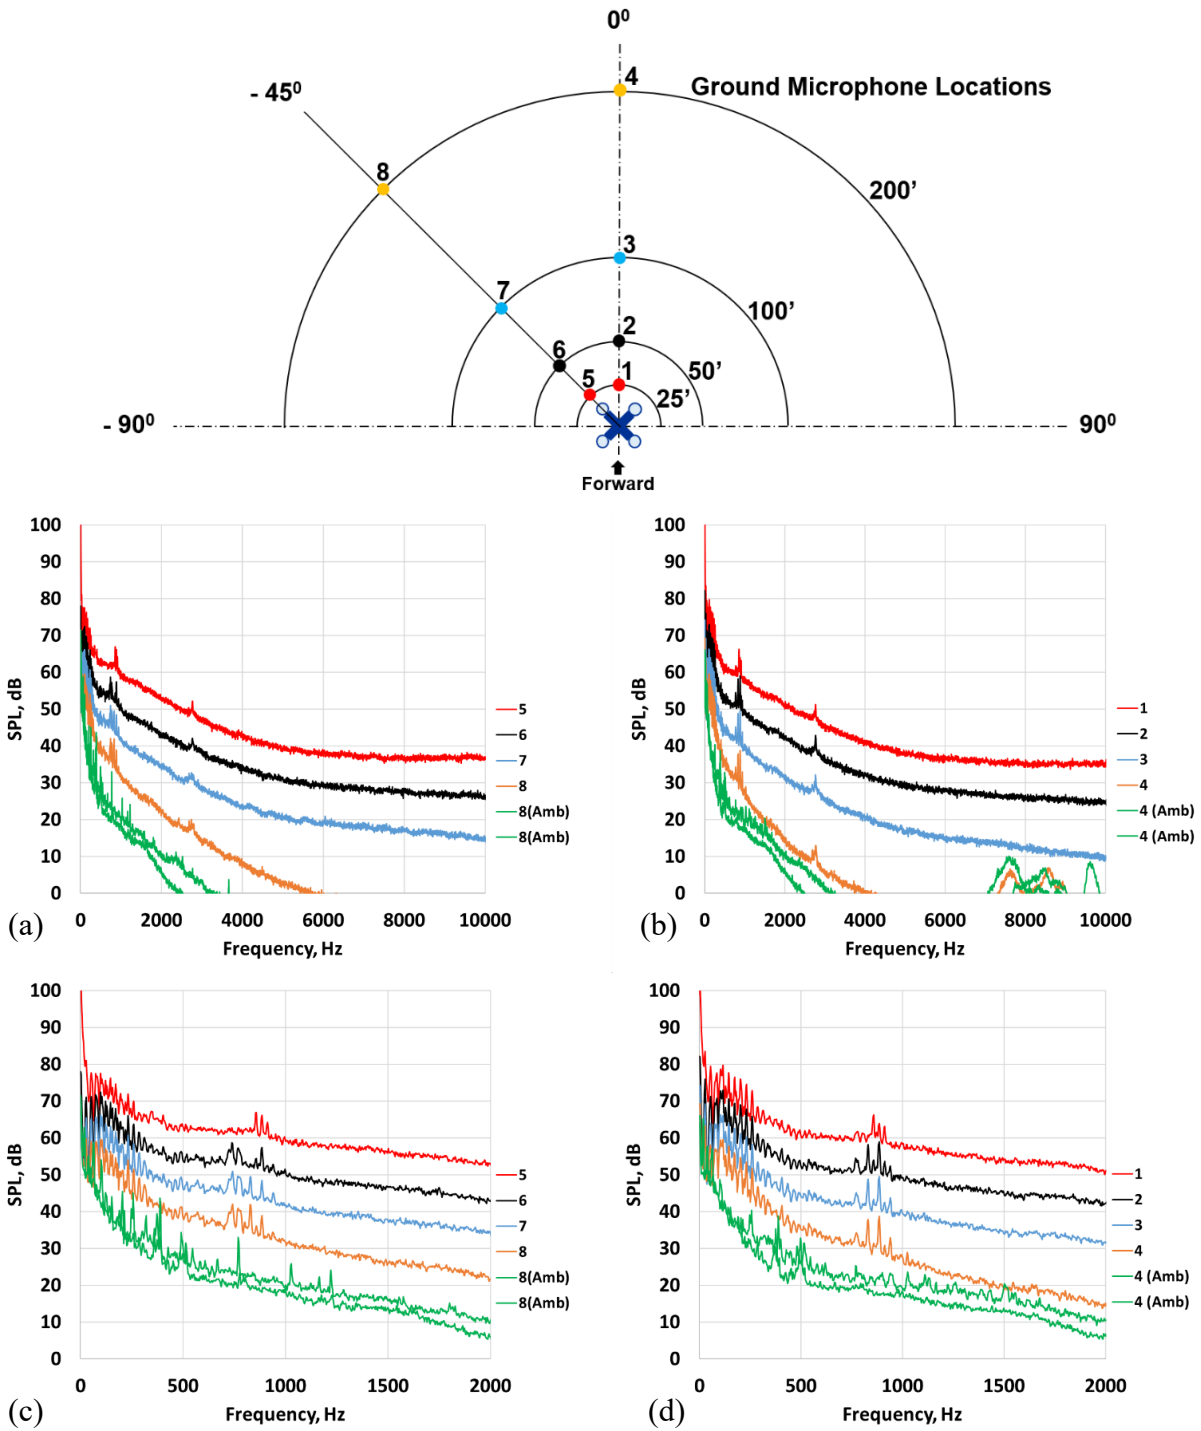 0⁰
4
Ground Microphone Locations
- 45⁰
8
200’
3
7
100’
2
6
50’
1
5
25’
- 90⁰
90⁰
Forward
100
90
80
70
60
50
40
30
20
10
0
SPL, dB
0 2000 4000 6000 8000 10000
Frequency, Hz
5
6
7
8
8(Amb)
8(Amb)
(a)
100
90
80
70
60
50
40
30
20
10
0
SPL, dB
0 2000 4000 6000 8000 10000
Frequency, Hz
1
2
3
4
4 (Amb)
4 (Amb)
(b)
100
90
80
70
60
50
40
30
20
10
0
SPL, dB
0 500 1000 1500 2000
Frequency, Hz
5
6
7
8
8(Amb)
8(Amb)
(c)
100
90
80
70
60
50
40
30
20
10
0
SPL, dB
0 500 1000 1500 2000
Frequency, Hz
1
2
3
4
4 (Amb)
4 (Amb)
(d)